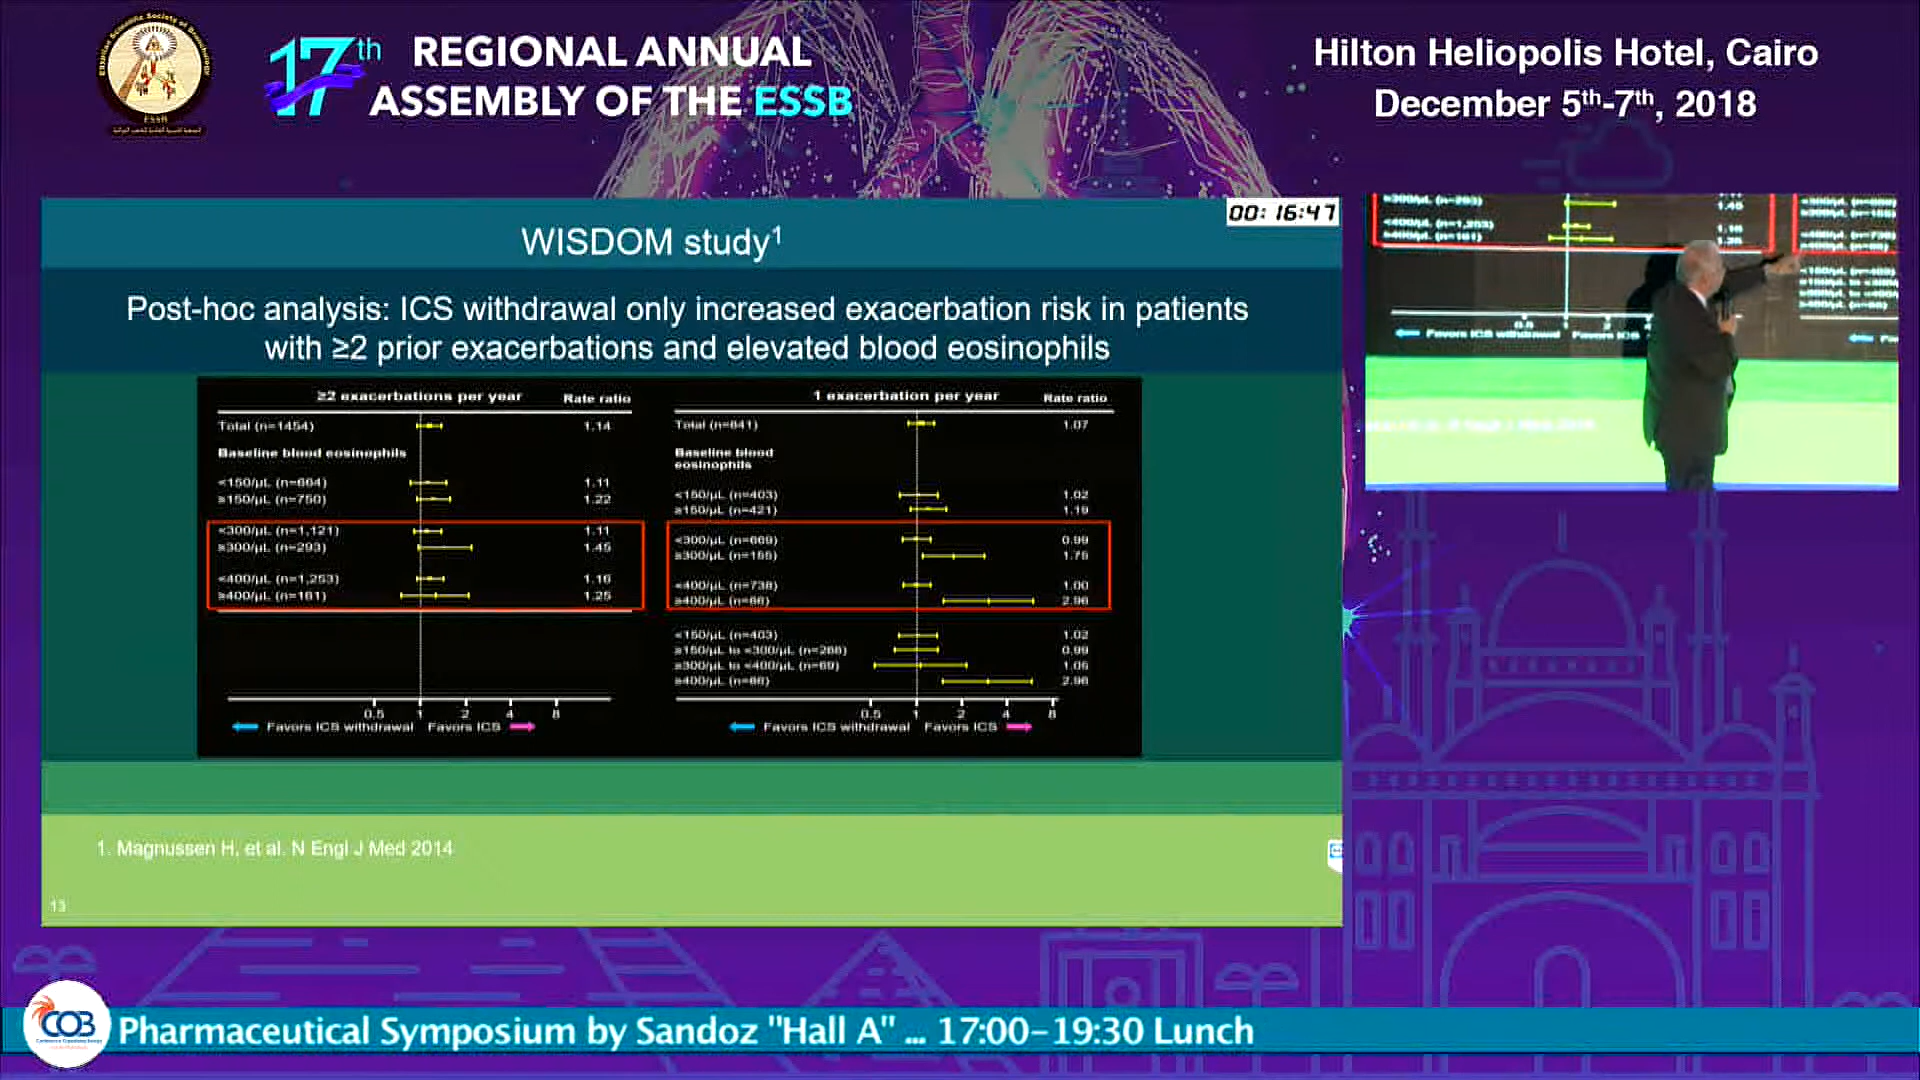 17th REGIONAL ANNUAL
ASSEMBLY OF THE ESSB
Hilton Heliopolis Hotel, Cairo
December 5th-7th, 2018
ESSB
00:16:47
WISDOM study¹
Post-hoc analysis: ICS withdrawal only increased exacerbation risk in patients
with ≥2 prior exacerbations and elevated blood eosinophils
≥2 exacerbations per year Rate ratio
Total (n=1454) 1.14
Baseline blood eosinophils
<150/µL (n=664) 1.11
≥150/µL (n=750) 1.22
<300/µL (n=1,121) 1.11
≥300/µL (n=293) 1.45
<400/µL (n=1,253) 1.16
≥400/µL (n=161) 1.25
0.5 1 2 4 8
Favors ICS withdrawal Favors ICS
1 exacerbation per year Rate ratio
Total (n=841) 1.07
Baseline blood
eosinophils
<150/µL (n=403) 1.02
≥150/µL (n=421) 1.19
<300/µL (n=669) 0.99
≥300/µL (n=155) 1.75
<400/µL (n=738) 1.00
≥400/µL (n=86) 2.96
<150/µL (n=403) 1.02
≥150/µL to <300/µL (n=266) 0.99
≥300/µL to <400/µL (n=69) 1.05
≥400/µL (n=86) 2.96
0.5 1 2 4 8
Favors ICS withdrawal Favors ICS
1. Magnussen H, et al. N Engl J Med 2014
13
COB
Pharmaceutical Symposium by Sandoz "Hall A" ... 17:00-19:30 Lunch